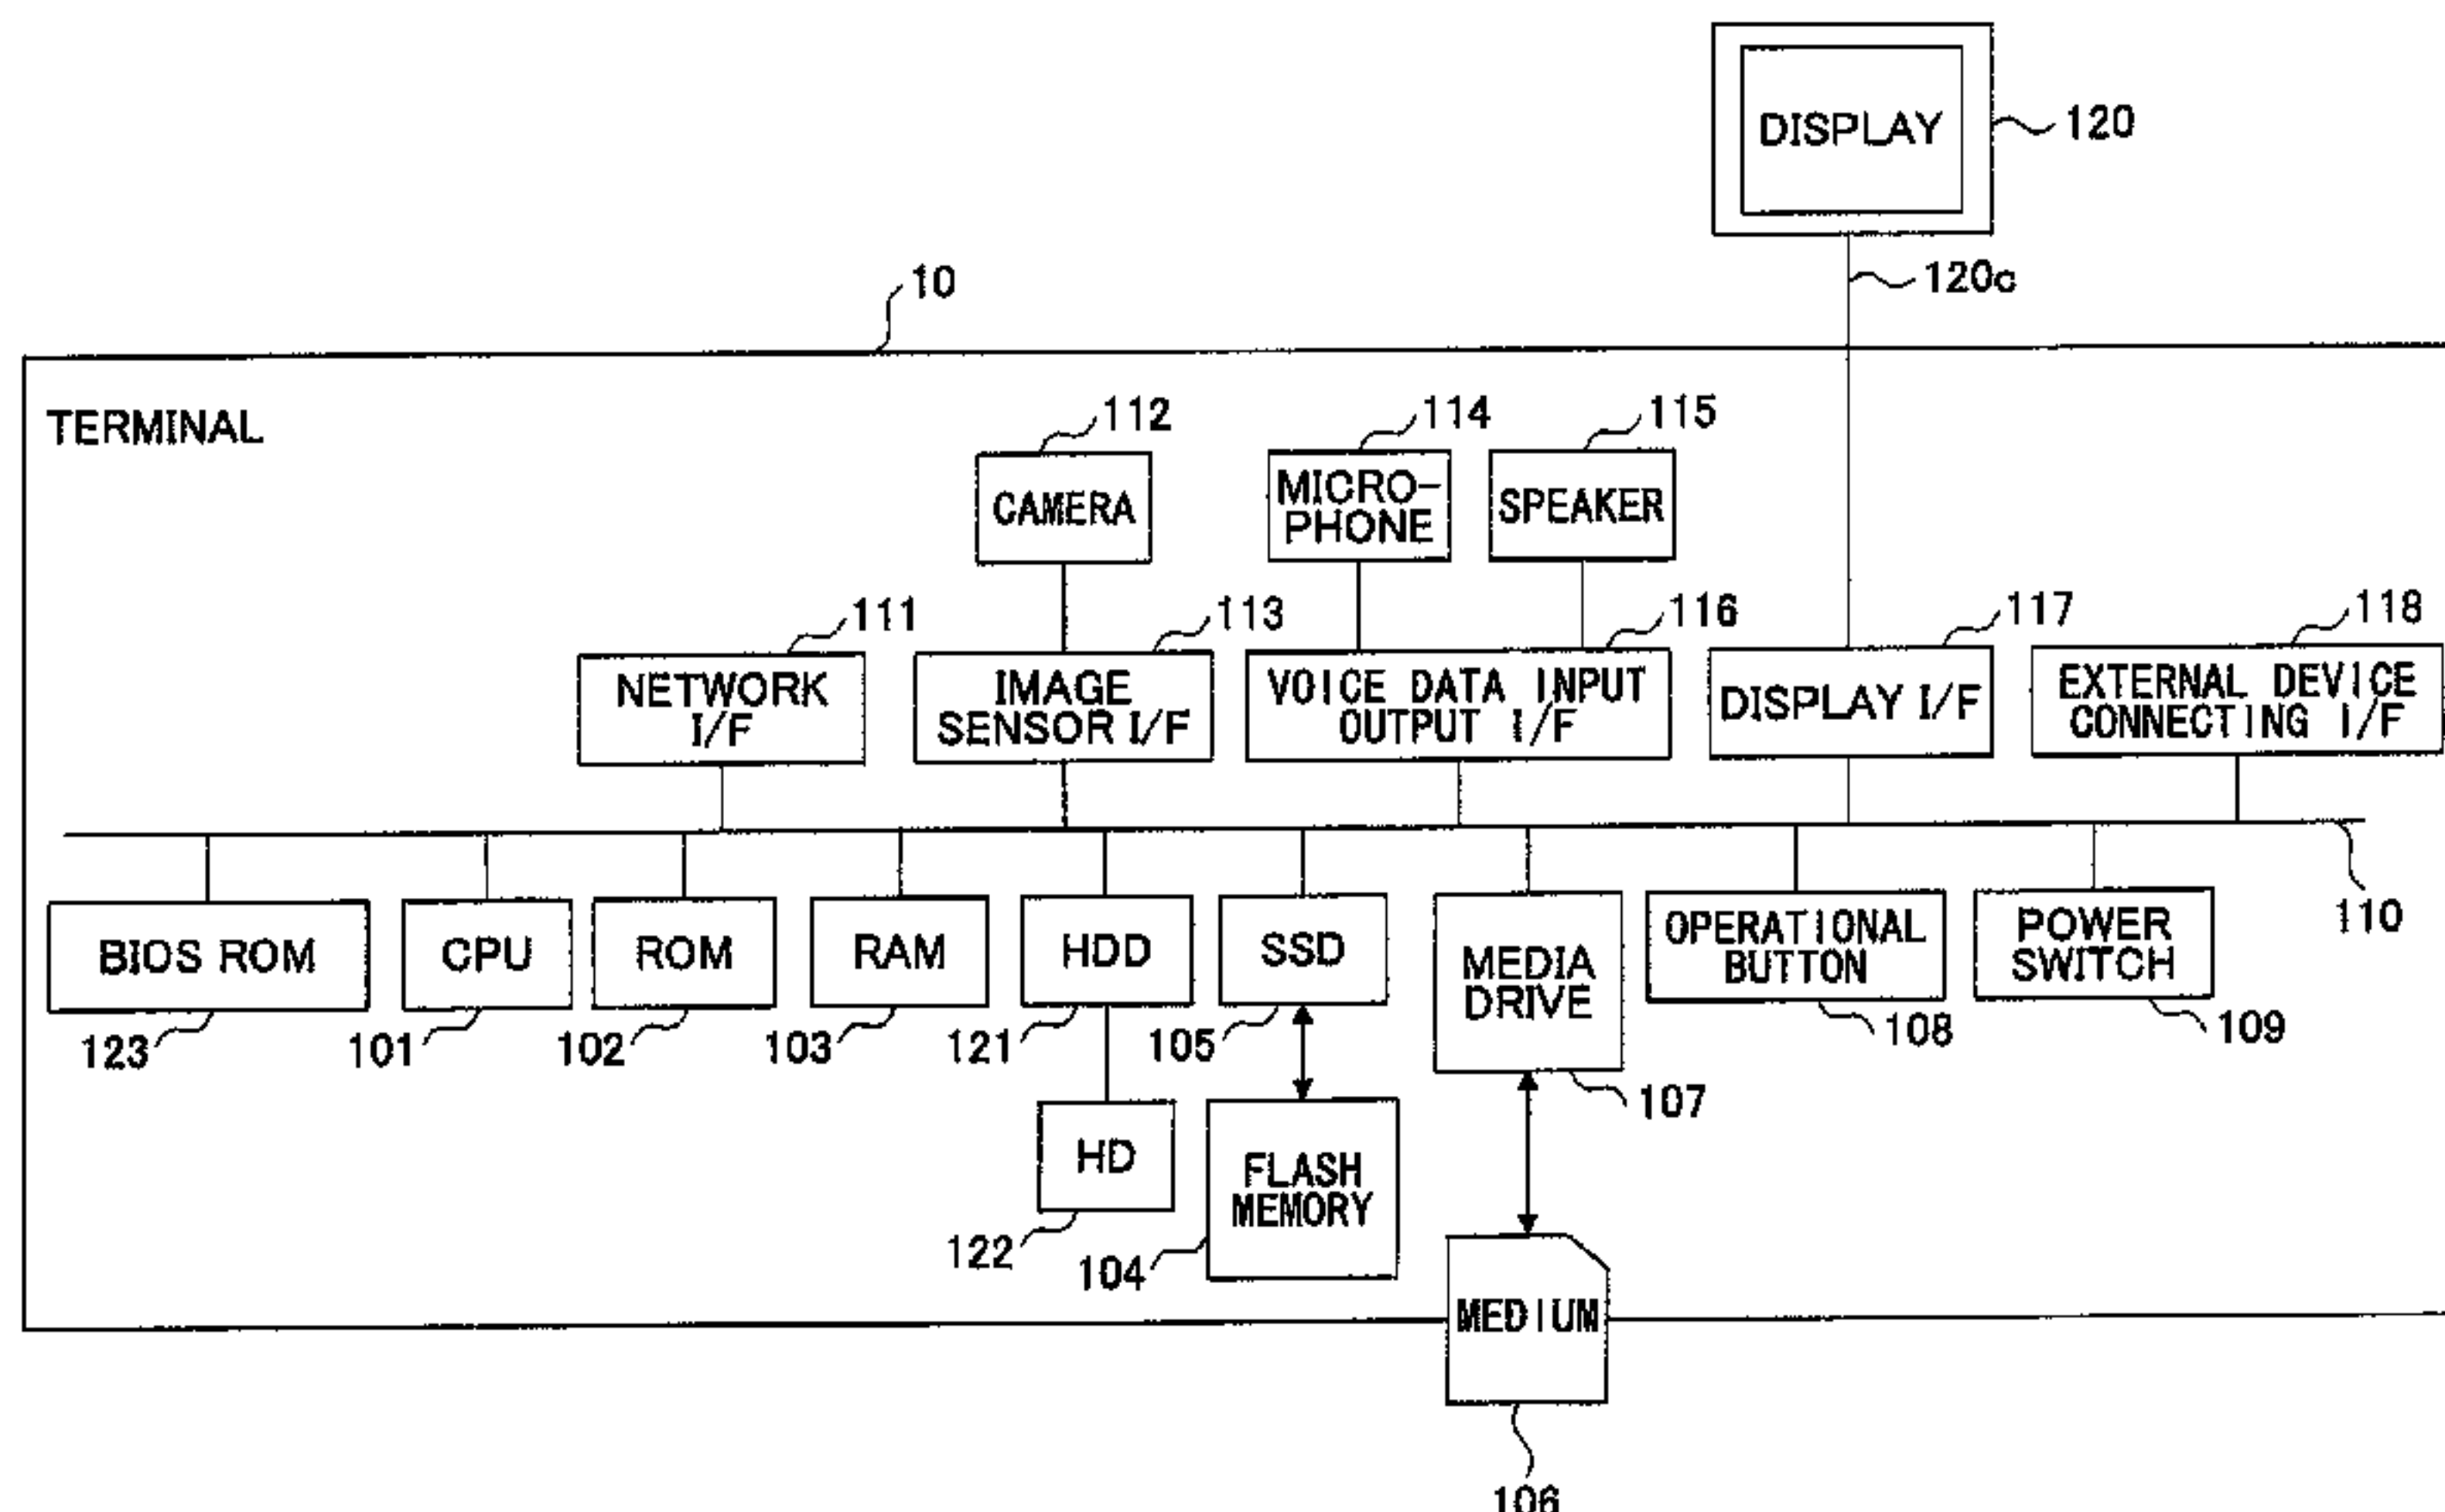 DISPLAY
120
120c
10
TERMINAL
112
114
115
CAMERA
MICRO-
PHONE
SPEAKER
111
113
116
117
118
NETWORK
I/F
IMAGE
SENSOR I/F
VOICE DATA INPUT
OUTPUT I/F
DISPLAY I/F
EXTERNAL DEVICE
CONNECTING I/F
110
BIOS ROM
CPU
ROM
RAM
HDD
SSD
MEDIA
DRIVE
OPERATIONAL
BUTTON
POWER
SWITCH
123
101
102
103
121
105
107
108
109
HD
FLASH
MEMORY
122
104
MEDIUM
106